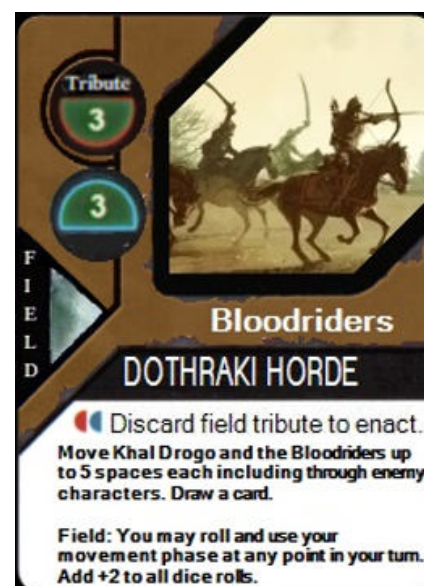 Tribute
3
3
FIELD
Bloodriders
DOTHRAKI HORDE
Discard field tribute to enact.
Move Khal Drogo and the Bloodriders up
to 5 spaces each including through enemy
characters. Draw a card.
Field: You may roll and use your
movement phase at any point in your turn.
Add +2 to all dice rolls.